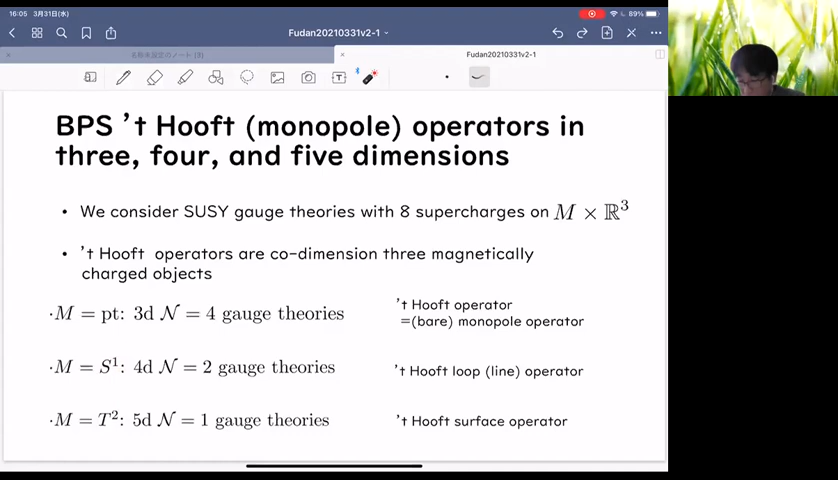 16:05 3月31日(水)
89%
Fudan20210331v2-1
名称未設定のノート (2)
Fudan20210331v2-1
BPS 't Hooft (monopole) operators in
three, four, and five dimensions
• We consider SUSY gauge theories with 8 supercharges on M × ℝ³
• 't Hooft operators are co-dimension three magnetically
charged objects
·M = pt: 3d 𝒩 = 4 gauge theories
't Hooft operator
=(bare) monopole operator
·M = S¹: 4d 𝒩 = 2 gauge theories
't Hooft loop (line) operator
·M = T²: 5d 𝒩 = 1 gauge theories
't Hooft surface operator